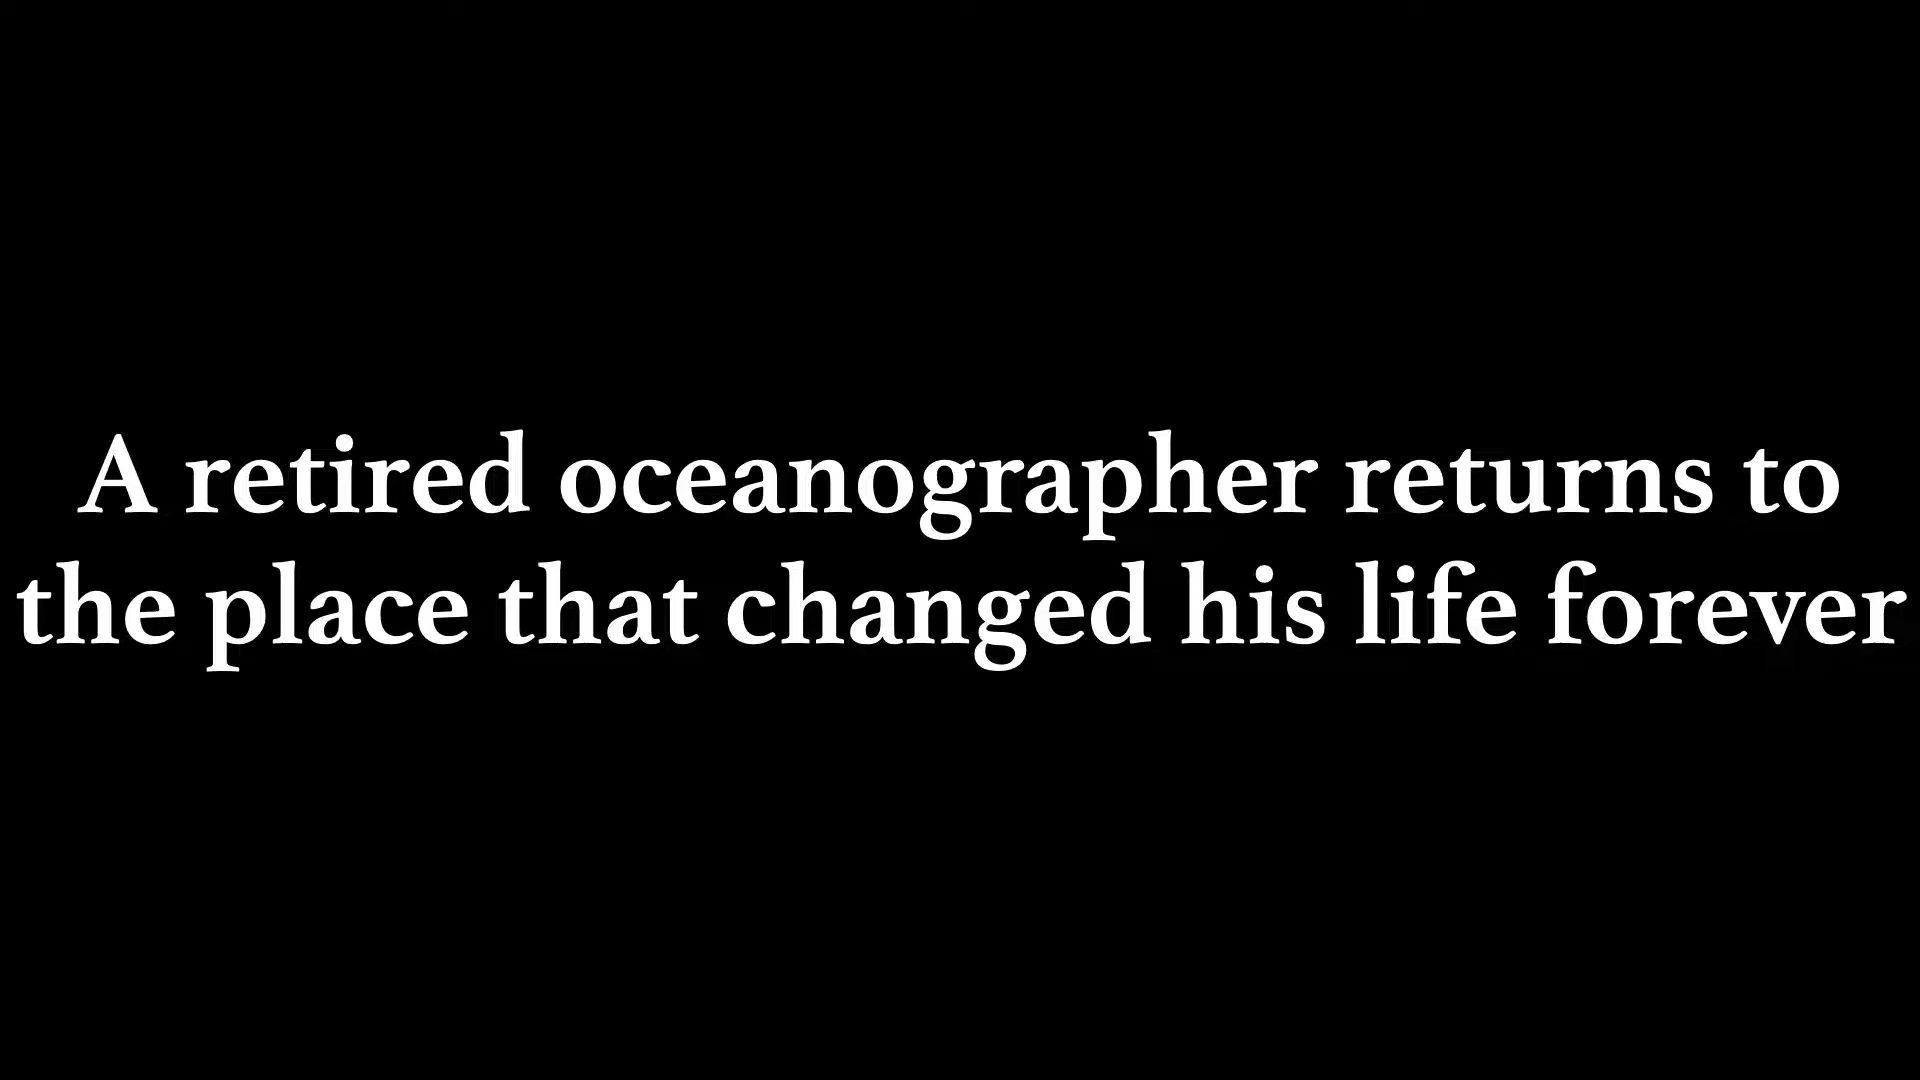 A retired oceanographer returns to
the place that changed his life forever